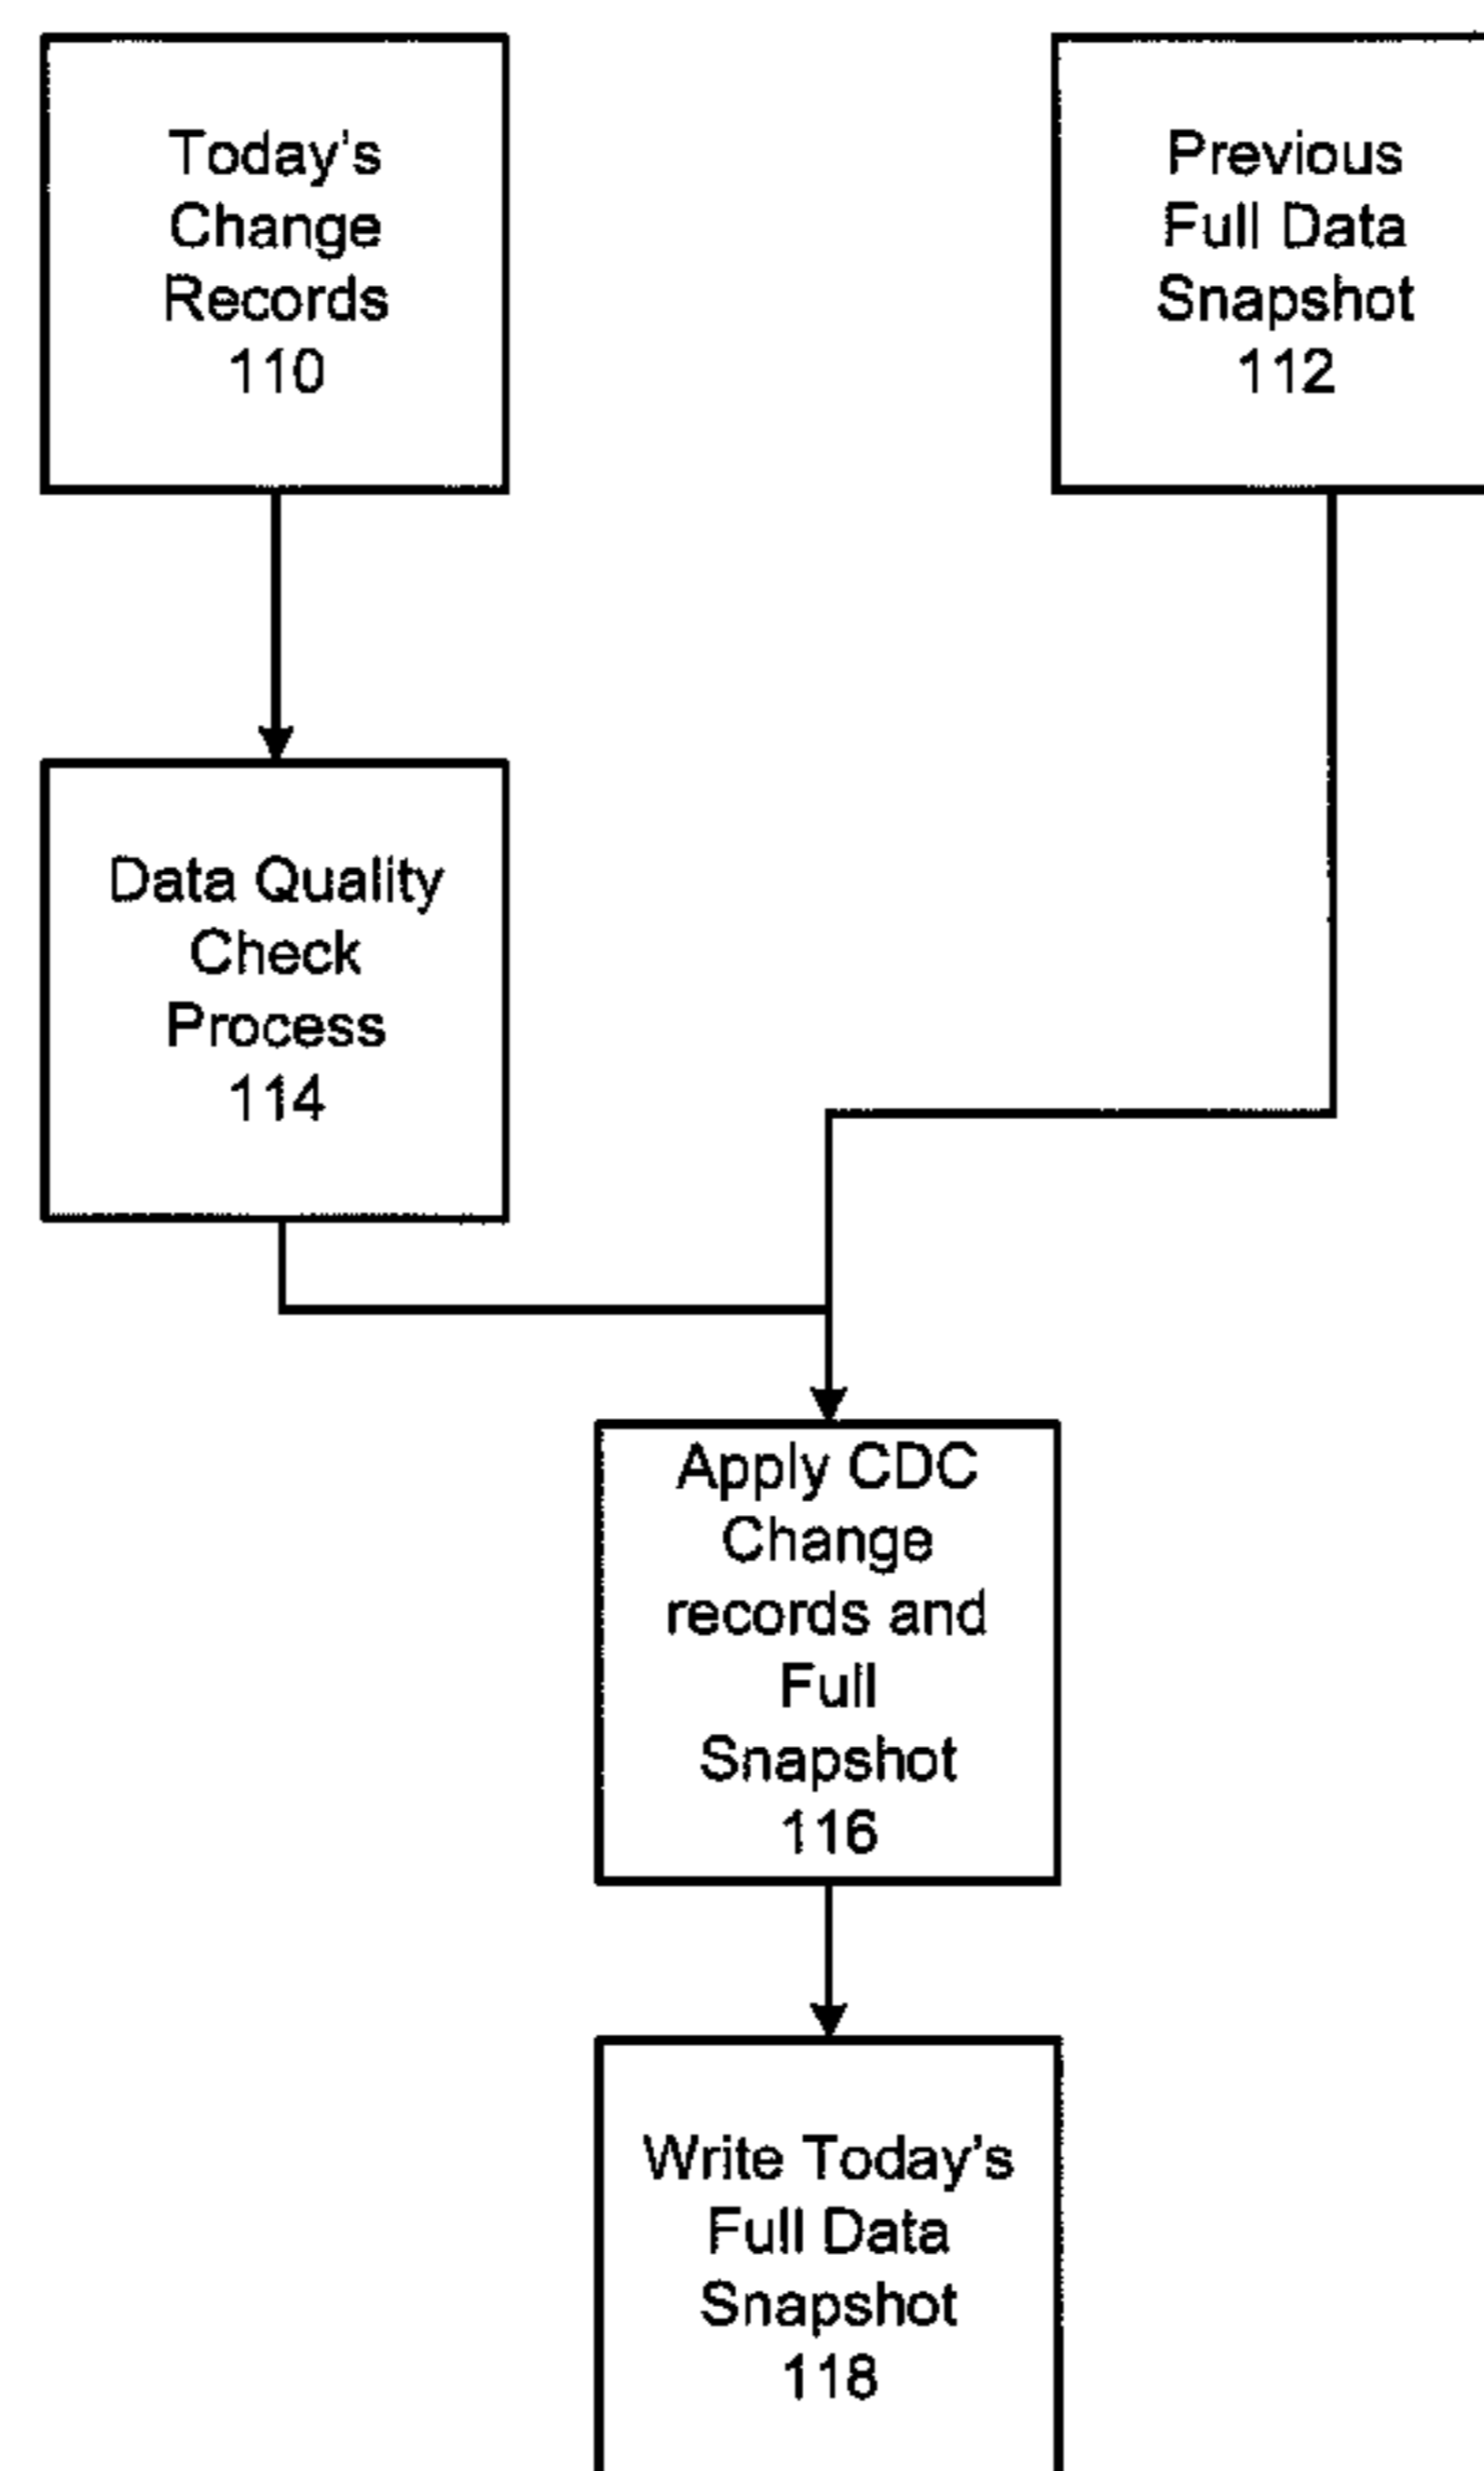 Today's
Change
Records
110
Previous
Full Data
Snapshot
112
Data Quality
Check
Process
114
Apply CDC
Change
records and
Full
Snapshot
116
Write Today's
Full Data
Snapshot
118